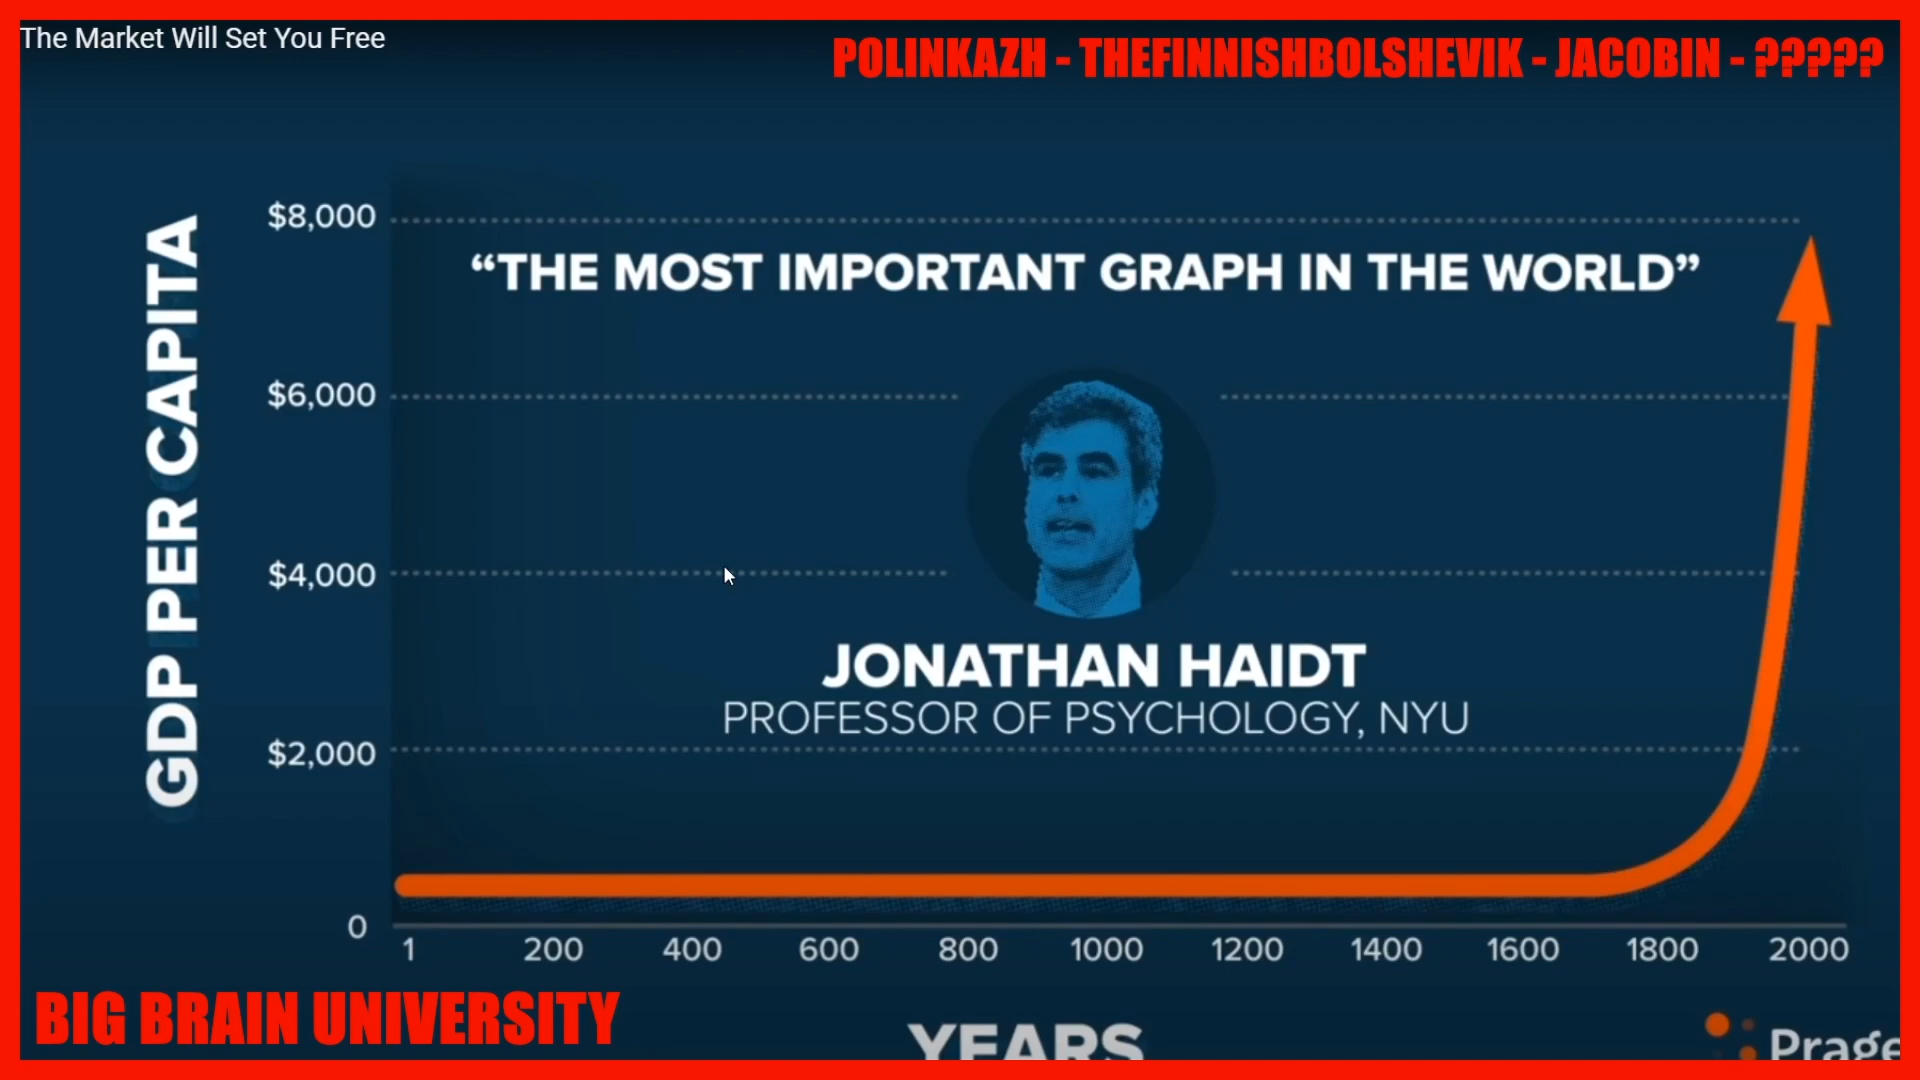 The Market Will Set You Free
POLINKAZH - THEFINNISHBOLSHEVIK - JACOBIN - ?????
GDP PER CAPITA
$8,000
“THE MOST IMPORTANT GRAPH IN THE WORLD”
$6,000
$4,000
JONATHAN HAIDT
PROFESSOR OF PSYCHOLOGY, NYU
$2,000
0
1 200 400 600 800 1000 1200 1400 1600 1800 2000
BIG BRAIN UNIVERSITY
YEARS
Prage